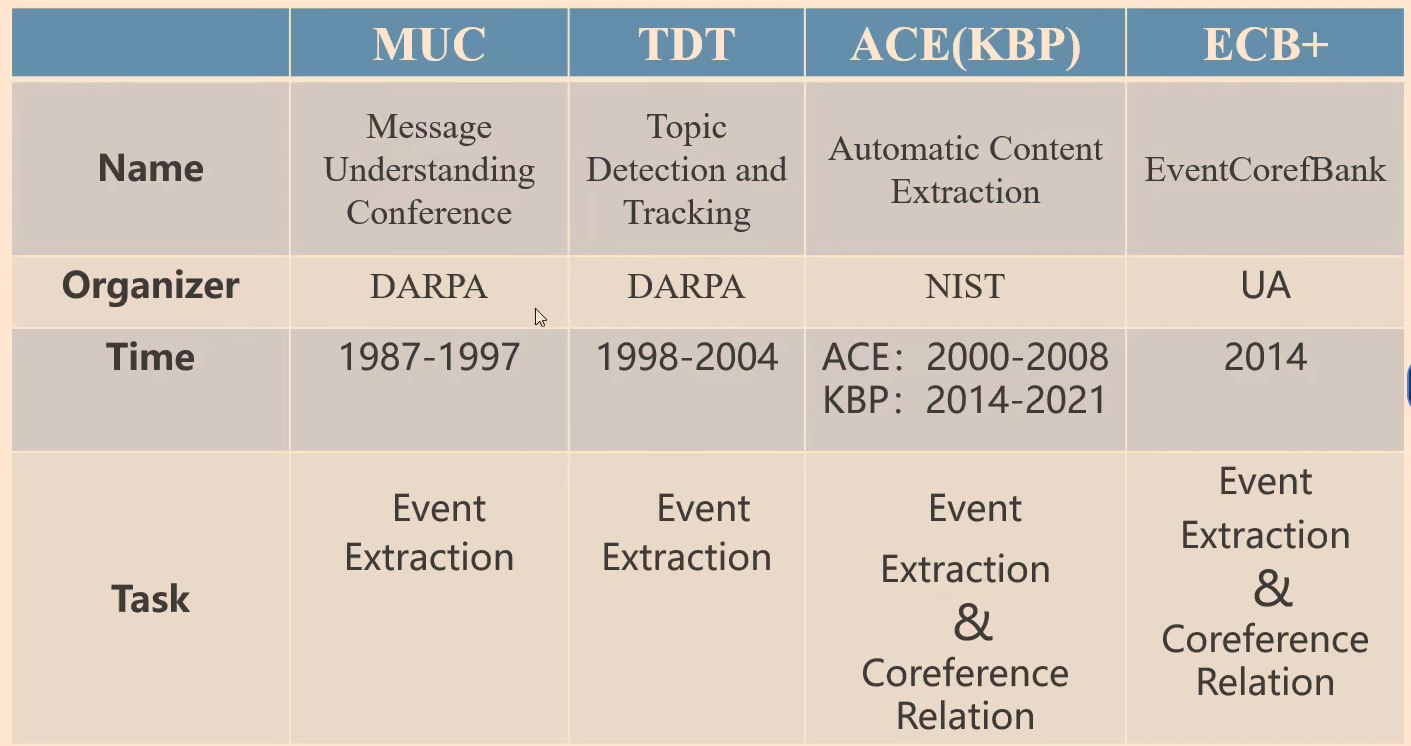 MUC TDT ACE(KBP) ECB+
Name
Message
Understanding
Conference
Topic
Detection and
Tracking
Automatic Content
Extraction
EventCorefBank
Organizer DARPA DARPA NIST UA
Time 1987-1997 1998-2004
ACE：2000-2008
KBP：2014-2021
2014
Task
Event
Extraction
Event
Extraction
Event
Extraction
&
Coreference
Relation
Event
Extraction
&
Coreference
Relation